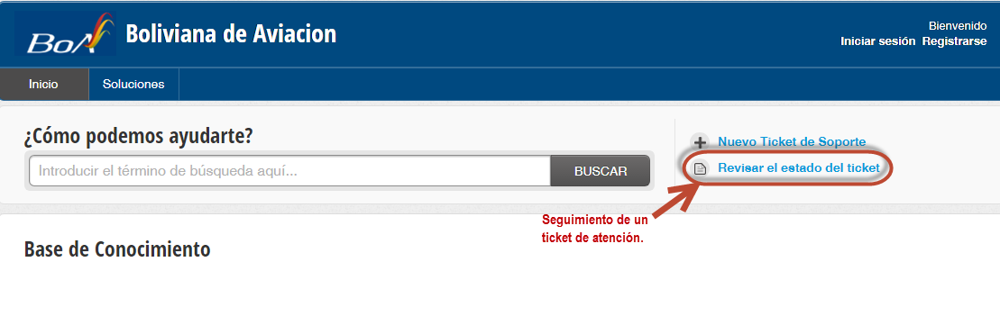 BoA
Boliviana de Aviacion
Bienvenido
Iniciar sesión Registrarse
Inicio
Soluciones
¿Cómo podemos ayudarte?
Introducir el término de búsqueda aquí...
BUSCAR
Nuevo Ticket de Soporte
Revisar el estado del ticket
Seguimiento de un
ticket de atención.
Base de Conocimiento